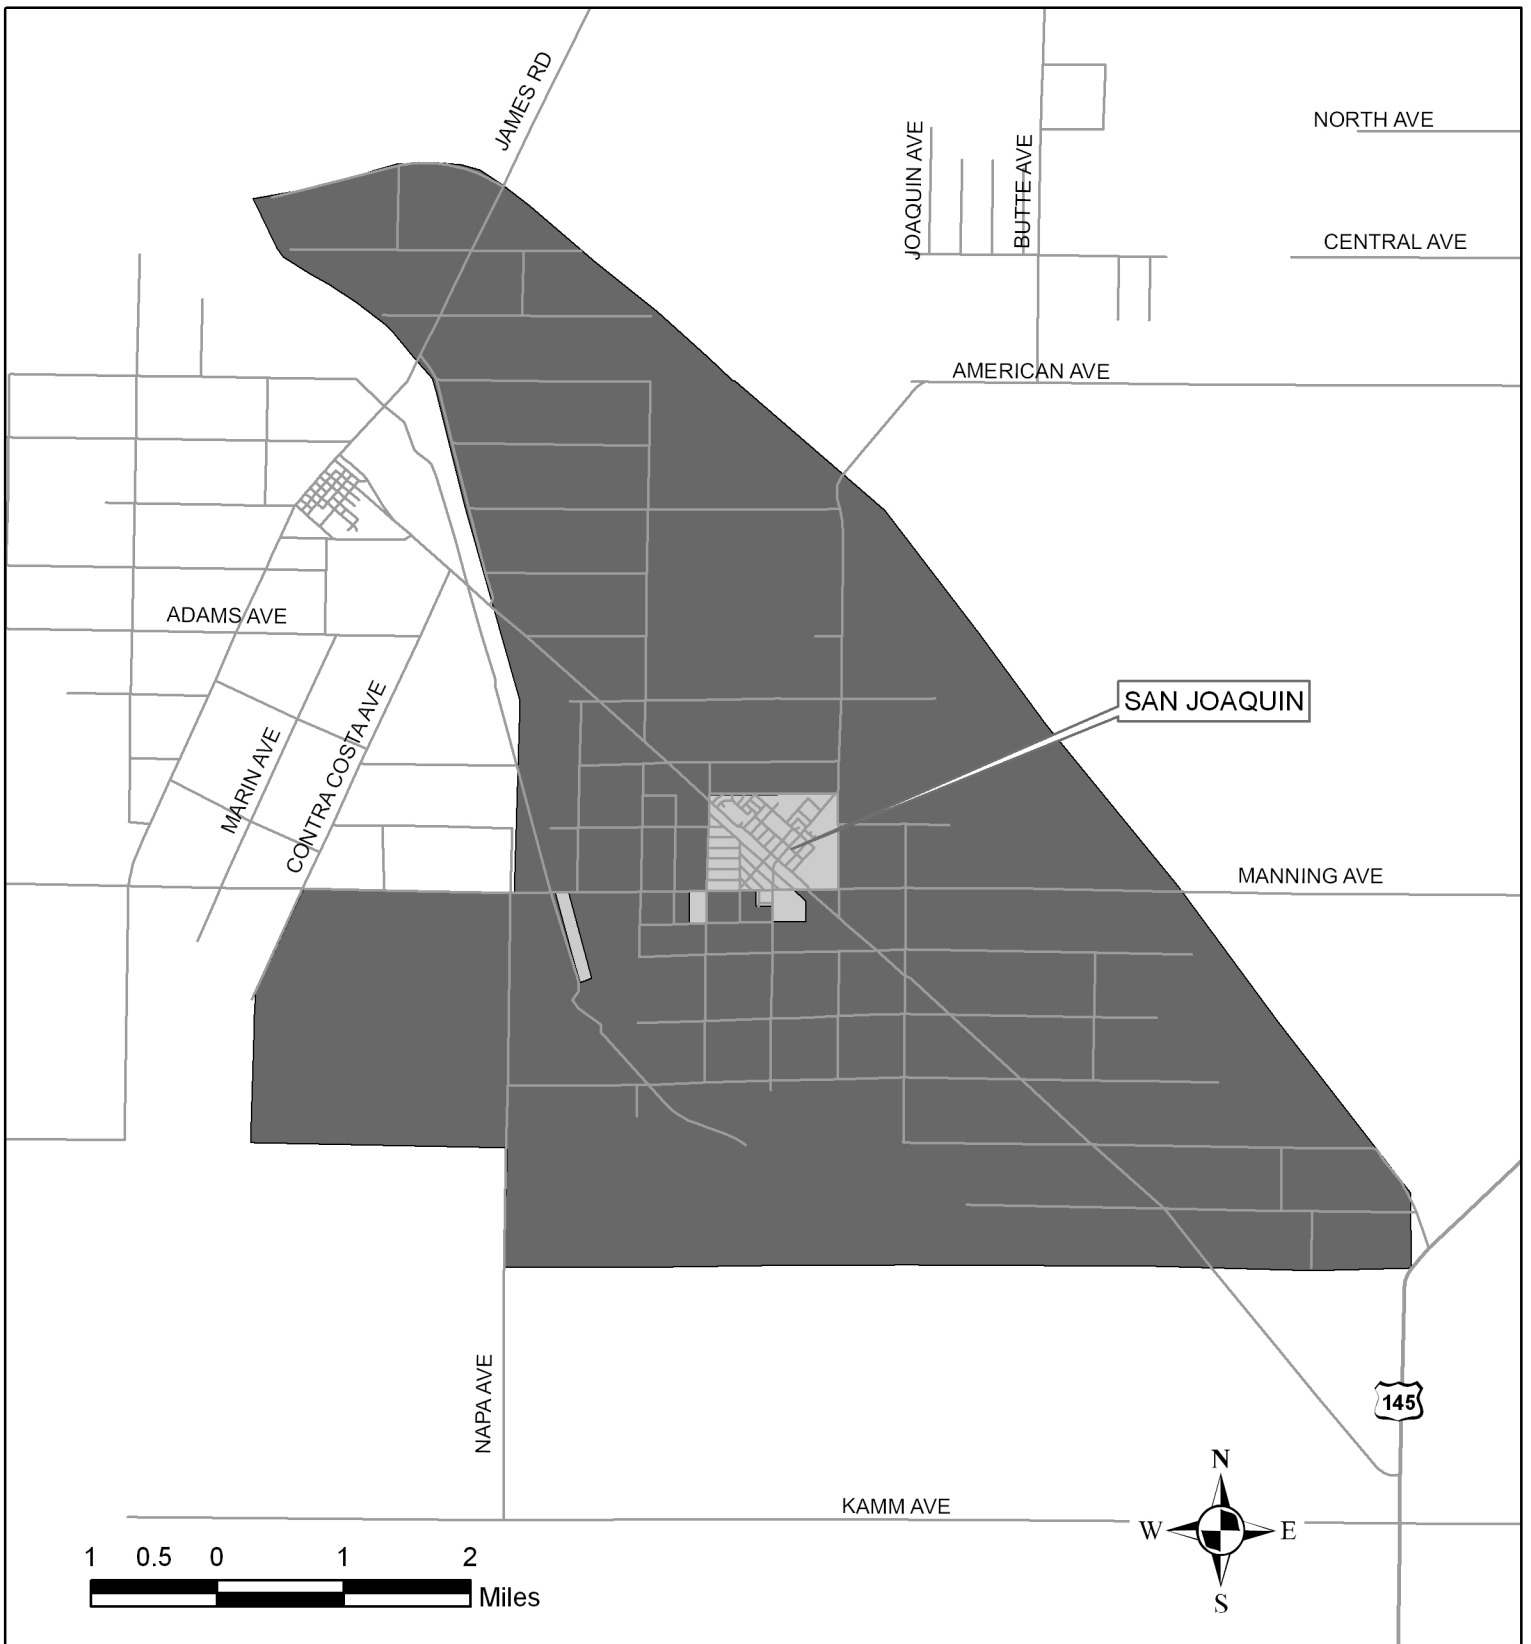 JAMES RD
NORTH AVE
JOAQUIN AVE
BUTTE AVE
CENTRAL AVE
AMERICAN AVE
ADAMS AVE
SAN JOAQUIN
MARIN AVE
CONTRA COSTA AVE
MANNING AVE
NAPA AVE
145
N
KAMM AVE
W E
S
1 0.5 0 1 2
Miles